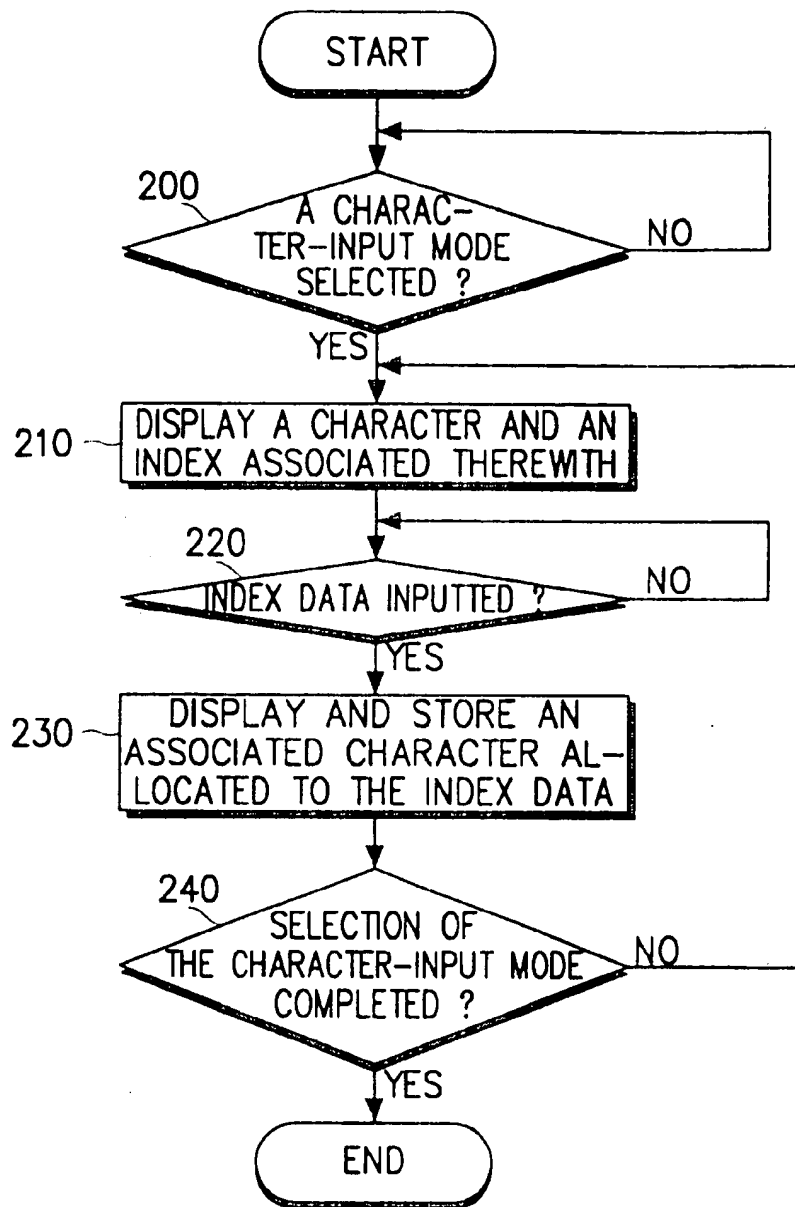 START
200
A CHARAC-
TER-INPUT MODE
SELECTED ?
NO
YES
210
DISPLAY A CHARACTER AND AN
INDEX ASSOCIATED THEREWITH
220
INDEX DATA INPUTTED ?
NO
YES
230
DISPLAY AND STORE AN
ASSOCIATED CHARACTER AL-
LOCATED TO THE INDEX DATA
240
SELECTION OF
THE CHARACTER-INPUT MODE
COMPLETED ?
NO
YES
END